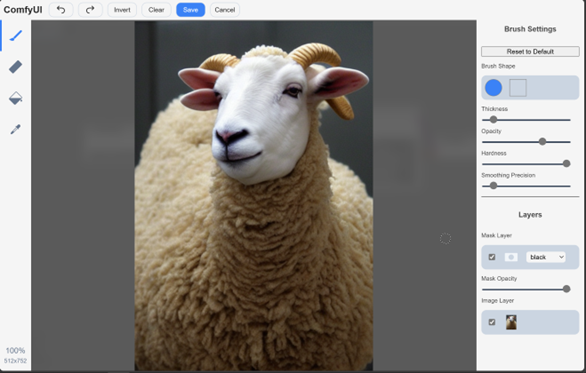 ComfyUI
Invert
Clear
Save
Cancel
Brush Settings
Reset to Default
Brush Shape
Thickness
Opacity
Hardness
Smoothing Precision
Layers
Mask Layer
black
Mask Opacity
Image Layer
100%
512x752